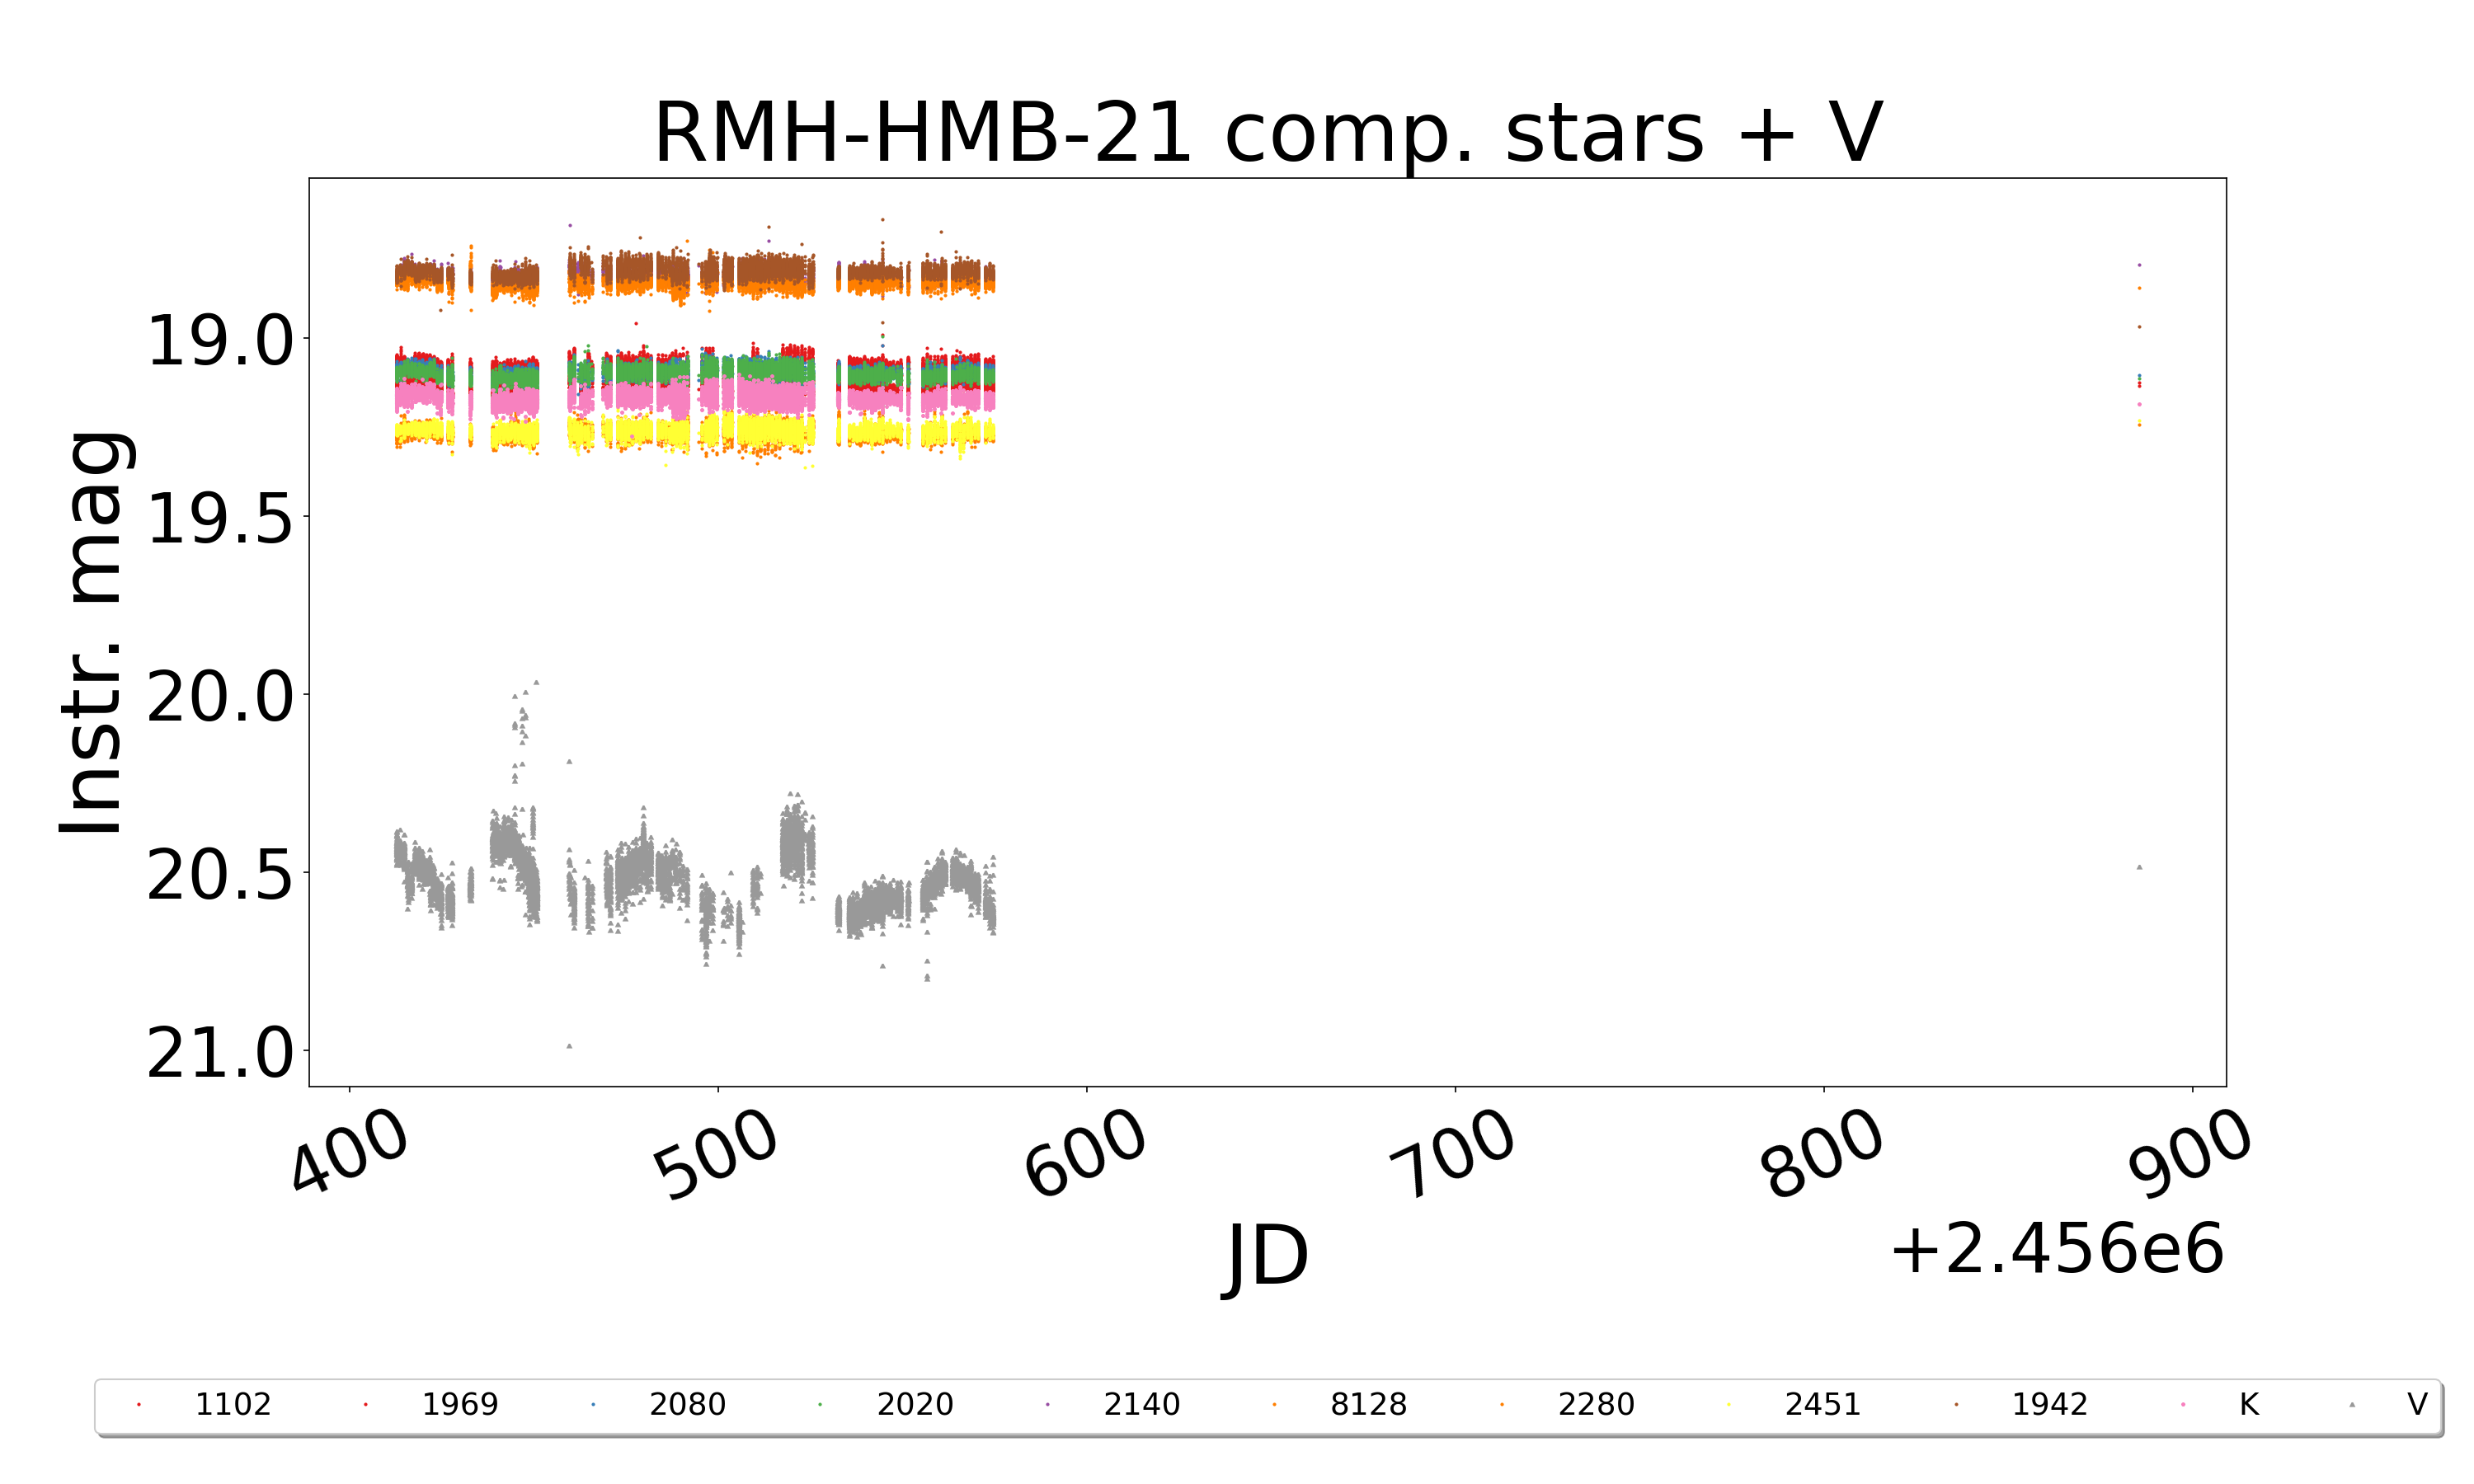 RMH-HMB-21 comp. stars + V
Instr. mag
19.0
19.5
20.0
20.5
21.0
400 500 600 700 800 900
JD
+2.456e6
1102 1969 2080 2020 2140 8128 2280 2451 1942 K V